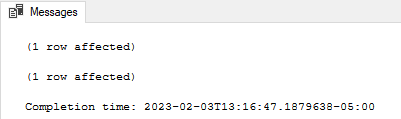 Messages
(1 row affected)
(1 row affected)
Completion time: 2023-02-03T13:16:47.1879638-05:00